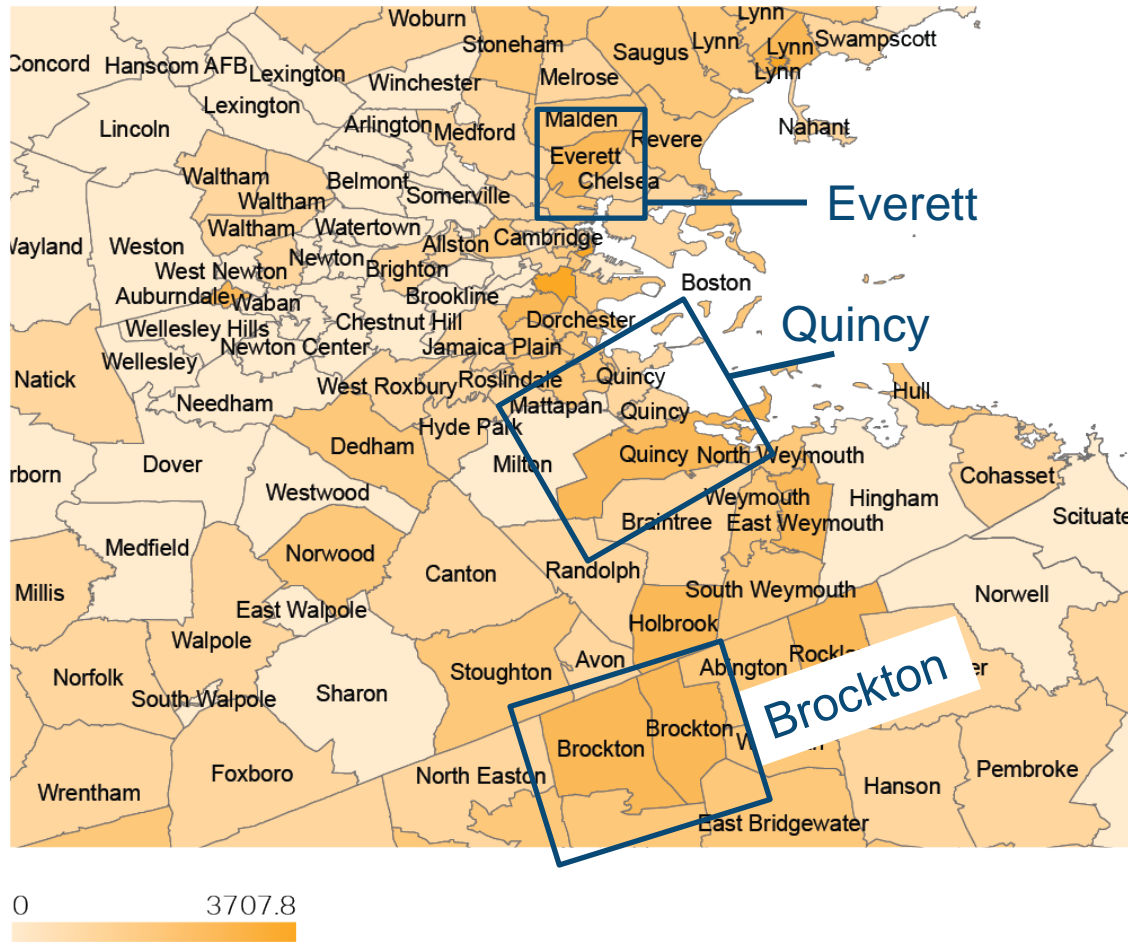 Woburn
Lynn
Stoneham
Saugus
Lynn
Lynn
Swampscott
Concord
Hanscom AFB
Lexington
Winchester
Melrose
Lynn
Lexington
Lincoln
Arlington
Medford
Malden
Revere
Nahant
Everett
Waltham
Belmont
Somerville
Chelsea
Everett
Waltham
Waltham
Watertown
Allston
Cambridge
Weston
West Newton
Newton
Brighton
Boston
Auburndale
Waban
Brookline
Wellesley Hills
Chestnut Hill
Dorchester
Quincy
Newton Center
Jamaica Plain
Wellesley
Natick
Needham
West Roxbury
Roslindale
Quincy
Hull
Mattapan
Quincy
Hyde Park
Dedham
Milton
Quincy
North Weymouth
Dover
Westwood
Weymouth
Hingham
Cohasset
Braintree
East Weymouth
Medfield
Norwood
Canton
Randolph
Millis
South Weymouth
Norwell
East Walpole
Walpole
Holbrook
Norfolk
Stoughton
Avon
Abington
South Walpole
Sharon
Brockton
Brockton
Brockton
Foxboro
North Easton
Wrentham
Hanson
Pembroke
East Bridgewater
0 3707.8